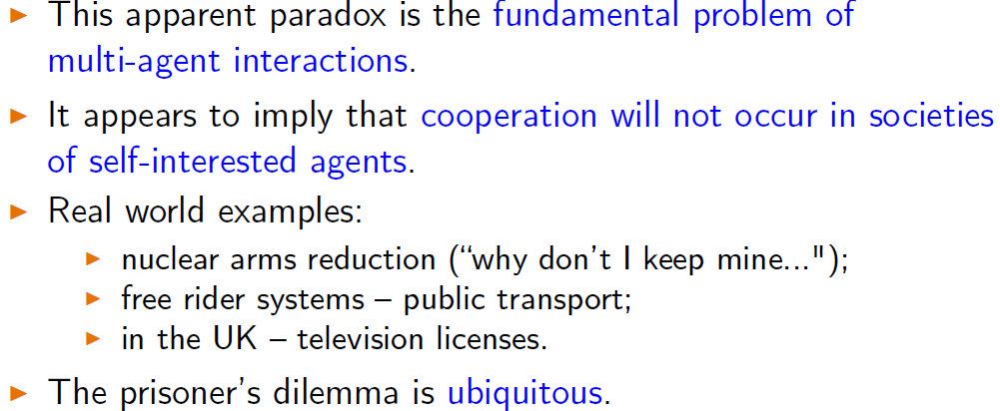 This apparent paradox is the fundamental problem of
multi-agent interactions.
It appears to imply that cooperation will not occur in societies
of self-interested agents.
Real world examples:
nuclear arms reduction (“why don’t I keep mine...");
free rider systems – public transport;
in the UK – television licenses.
The prisoner’s dilemma is ubiquitous.